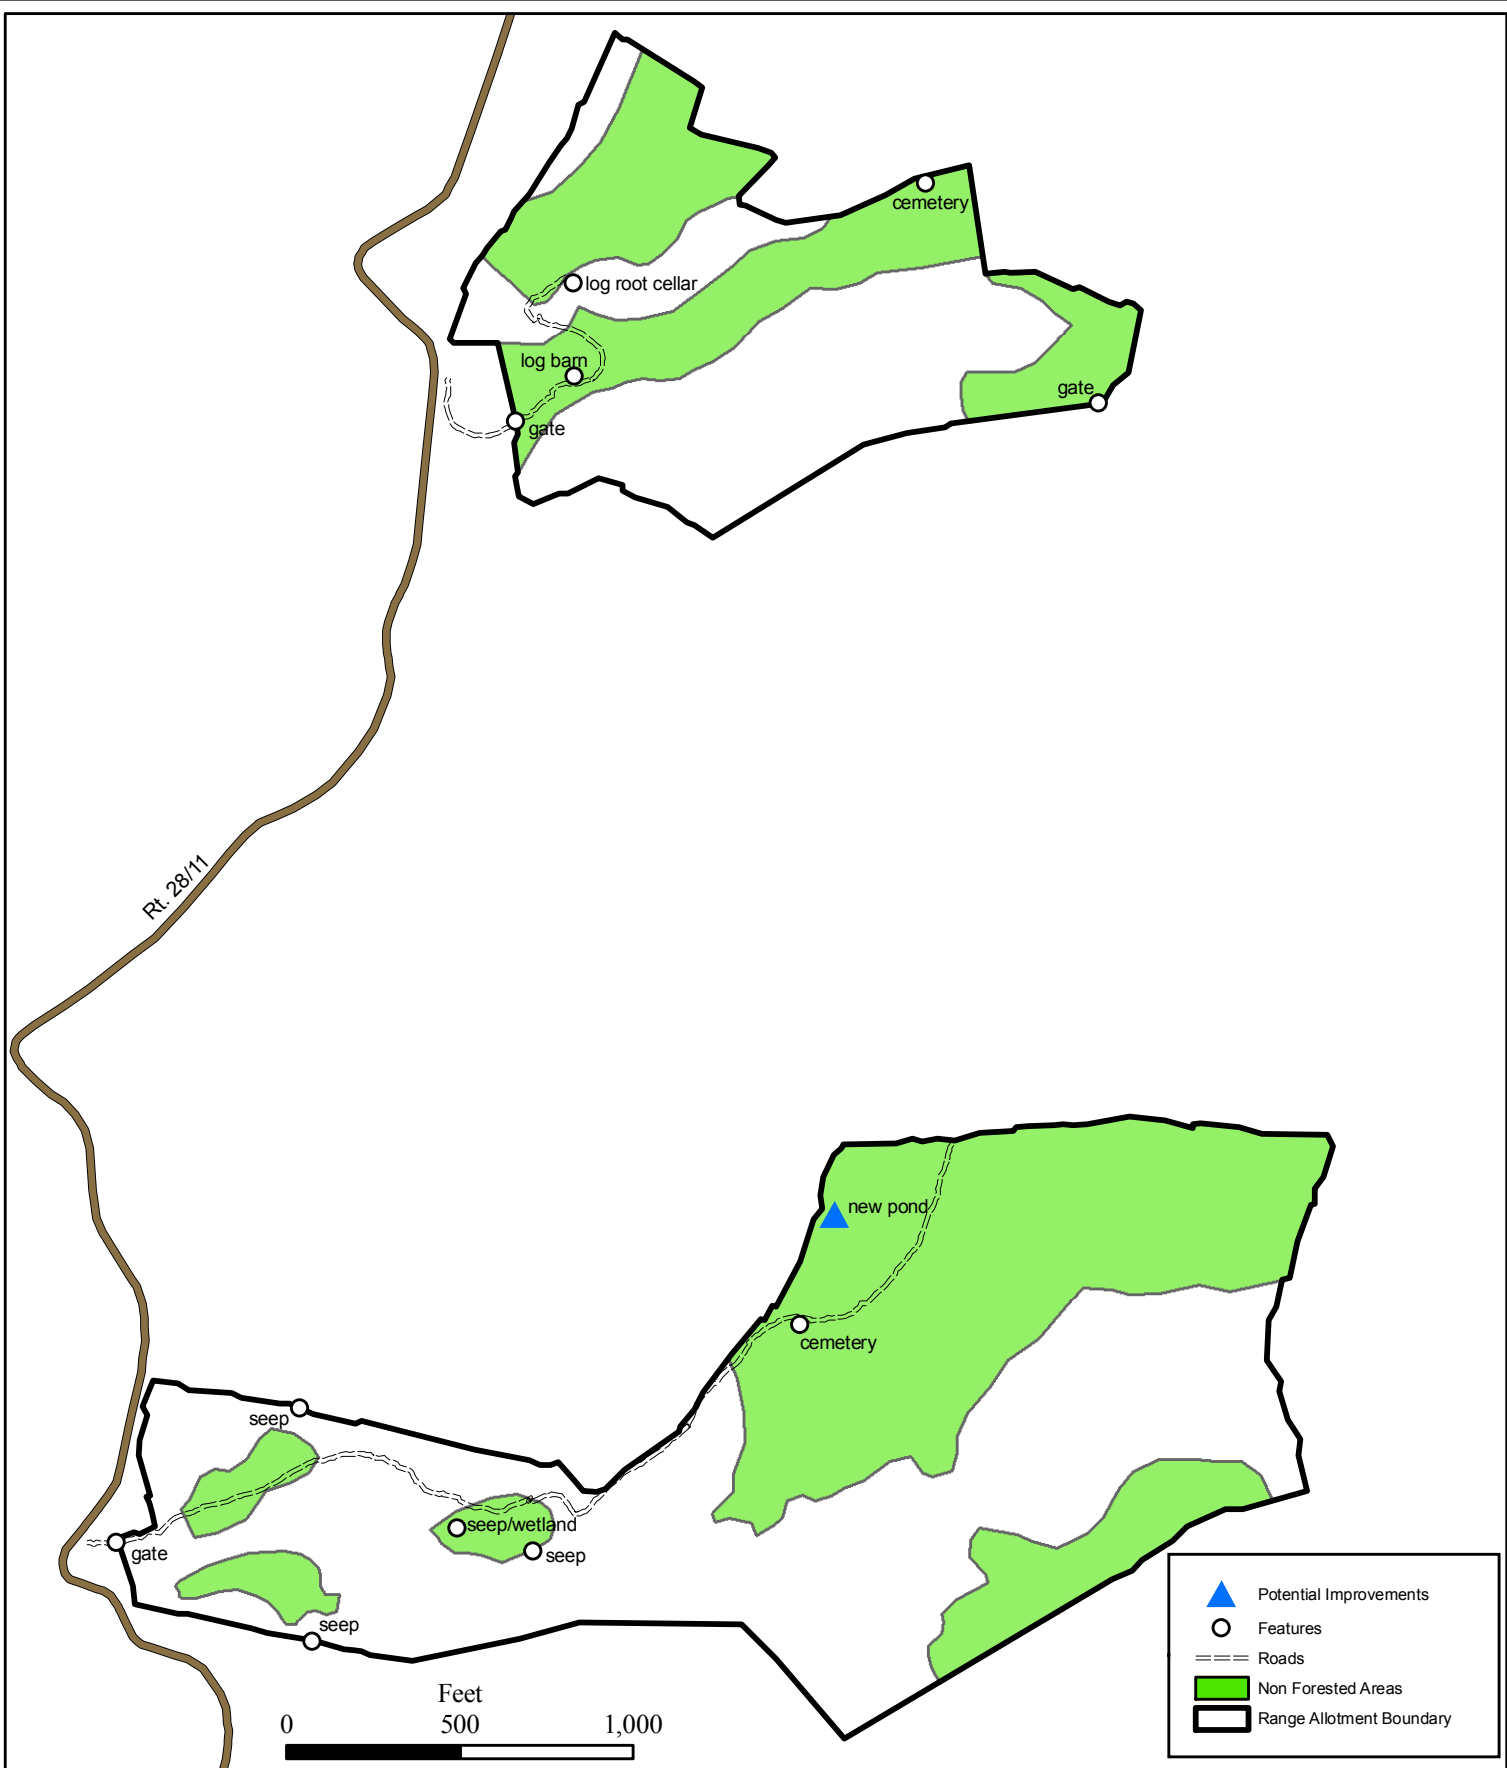 cemetery
log root cellar
log barn
gate
gate
Rt. 28/11
new pond
cemetery
seep
seep/wetland
gate
seep
seep
Feet
0 500 1,000
Potential Improvements
Features
Roads
Non Forested Areas
Range Allotment Boundary